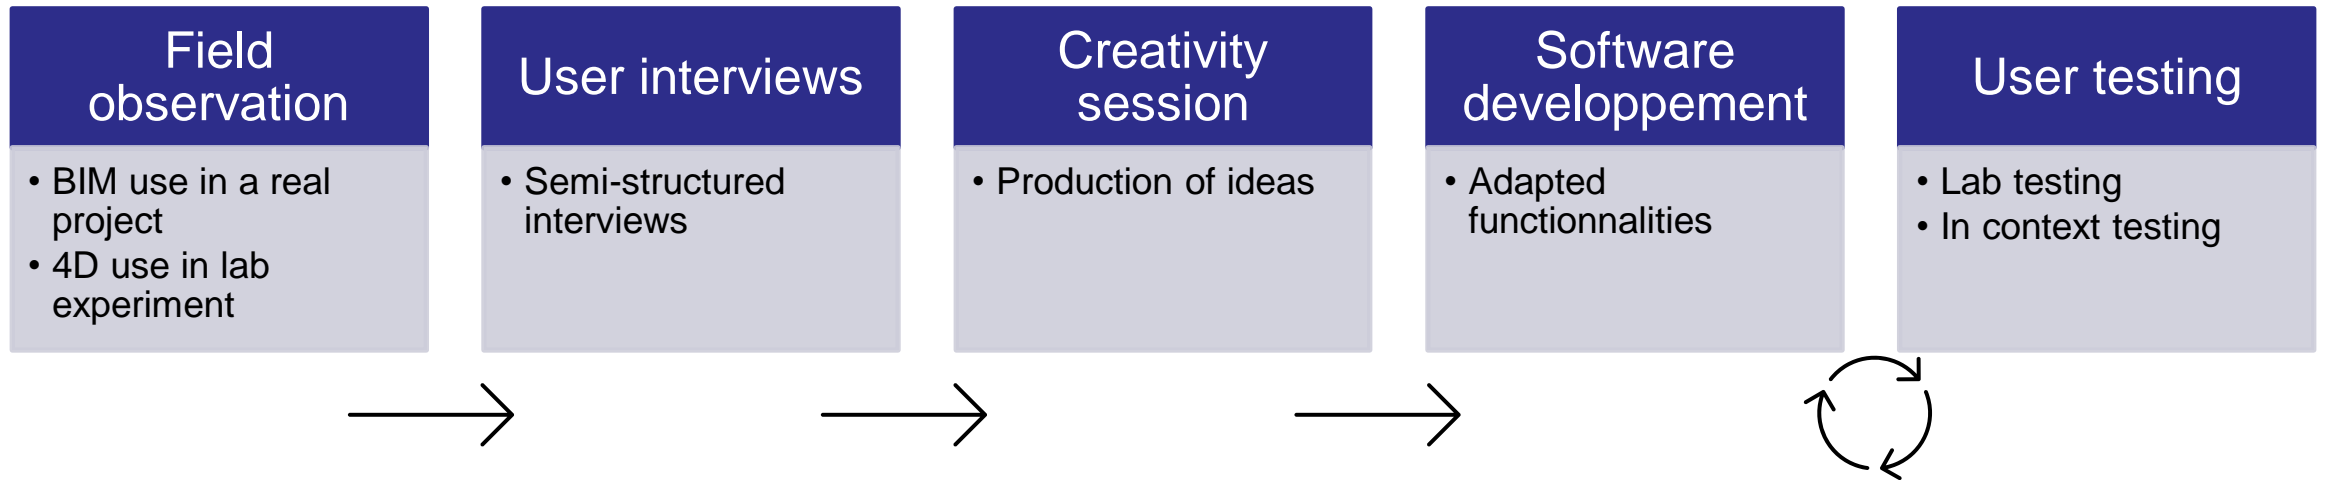 Field
observation
• BIM use in a real
project
• 4D use in lab
experiment
User interviews
• Semi-structured
interviews
Creativity
session
• Production of ideas
Software
developpement
• Adapted
functionnalities
User testing
• Lab testing
• In context testing